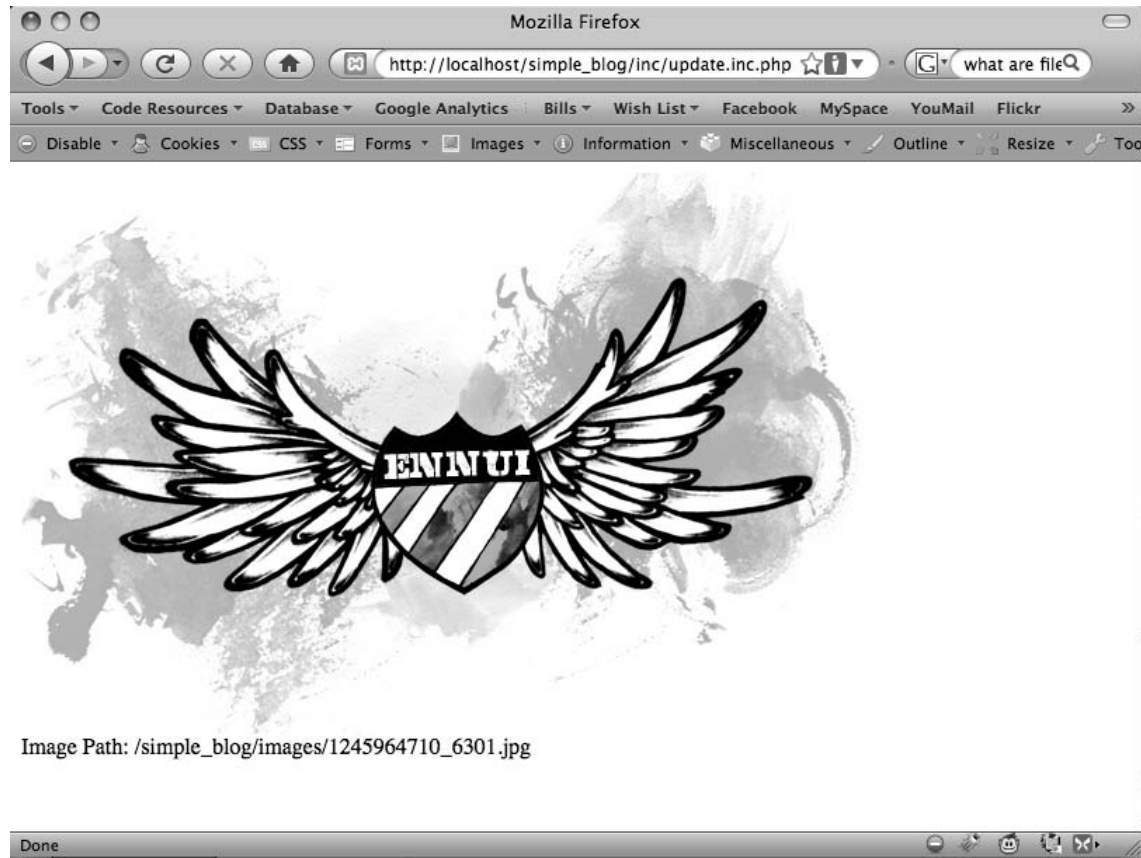 Mozilla Firefox
http://localhost/simple_blog/inc/update.inc.php G what are file
Tools Code Resources Database Google Analytics Bills Wish List Facebook MySpace YouMail Flickr »
Disable Cookies CSS Forms Images Information Miscellaneous Outline Resize Too
ENNUI
Image Path: /simple_blog/images/1245964710_6301.jpg
Done